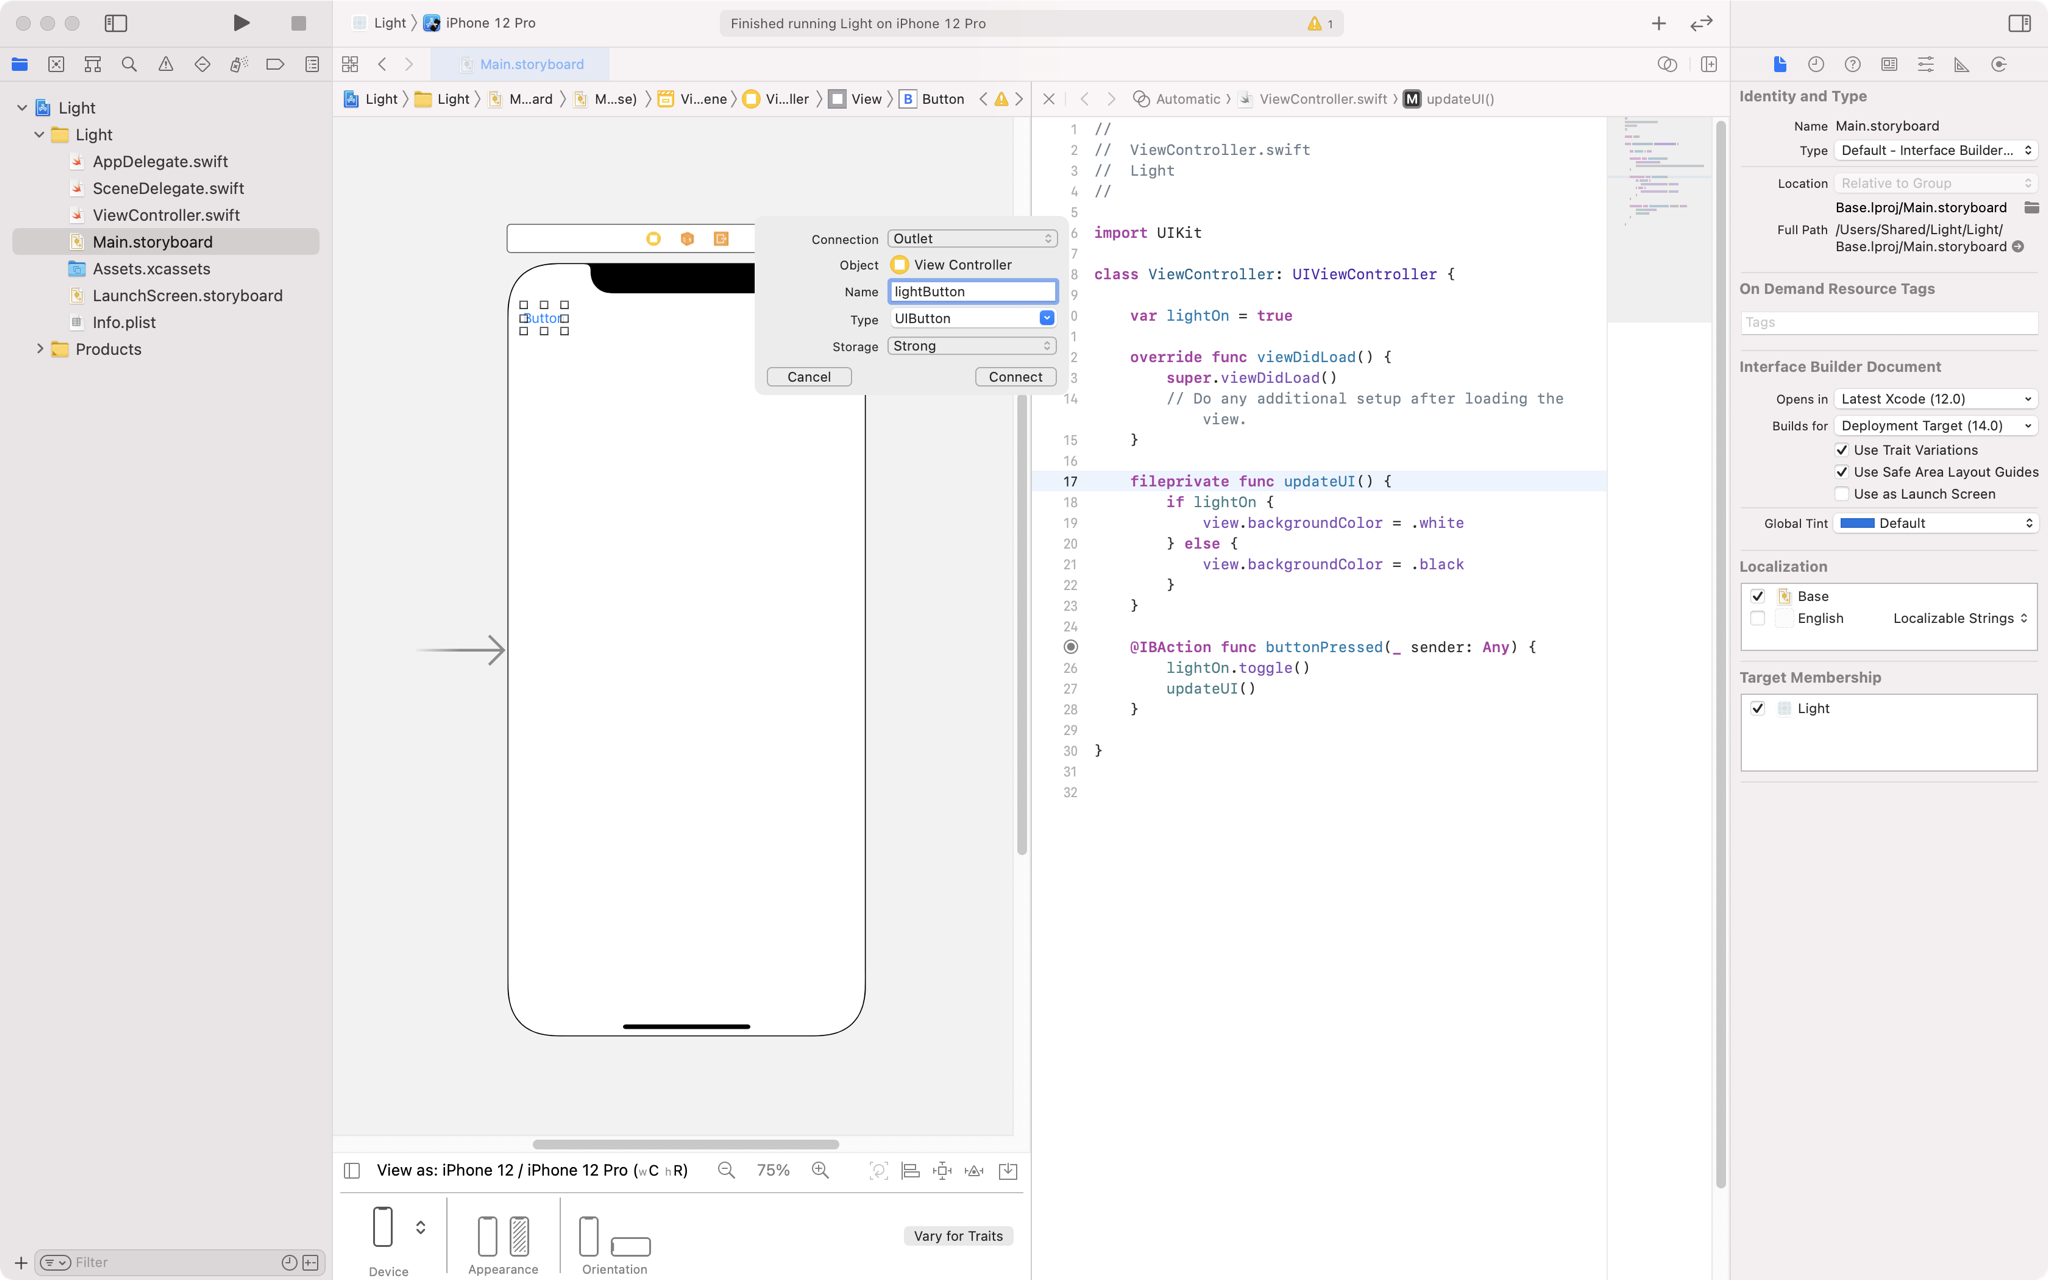 Light
iPhone 12 Pro
Finished running Light on iPhone 12 Pro
1
Main.storyboard
Light
Light
AppDelegate.swift
SceneDelegate.swift
ViewController.swift
Main.storyboard
Assets.xcassets
LaunchScreen.storyboard
Info.plist
Products
Filter
Light
Light
M...ard
M...se)
Vi...ene
Vi...ller
View
B Button
Button
Connection Outlet
Object View Controller
Name lightButton
Type UIButton
Storage Strong
Cancel
Connect
View as: iPhone 12 / iPhone 12 Pro (wC hR)
75%
Device
Appearance
Orientation
Vary for Traits
Automatic
ViewController.swift
M updateUI()
1 //
2 //  ViewController.swift
3 //  Light
4 //
5
6 import UIKit
7
8 class ViewController: UIViewController {
9
0     var lightOn = true
1
2     override func viewDidLoad() {
3         super.viewDidLoad()
14         // Do any additional setup after loading the
view.
15     }
16
17     fileprivate func updateUI() {
18         if lightOn {
19             view.backgroundColor = .white
20         } else {
21             view.backgroundColor = .black
22         }
23     }
24
@IBAction func buttonPressed(_ sender: Any) {
26         lightOn.toggle()
27         updateUI()
28     }
29
30 }
31
32
Identity and Type
Name Main.storyboard
Type Default - Interface Builder...
Location Relative to Group
Base.lproj/Main.storyboard
Full Path /Users/Shared/Light/Light/
Base.lproj/Main.storyboard
On Demand Resource Tags
Tags
Interface Builder Document
Opens in Latest Xcode (12.0)
Builds for Deployment Target (14.0)
Use Trait Variations
Use Safe Area Layout Guides
Use as Launch Screen
Global Tint Default
Localization
Base
English Localizable Strings
Target Membership
Light